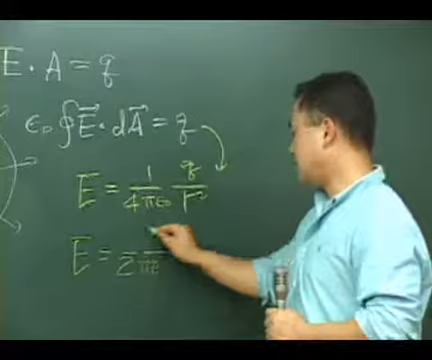 E · A = q
ε₀ ∮ E⃗ · dA⃗ = q
E = 1/4πε₀ q/r²
E = /2πε